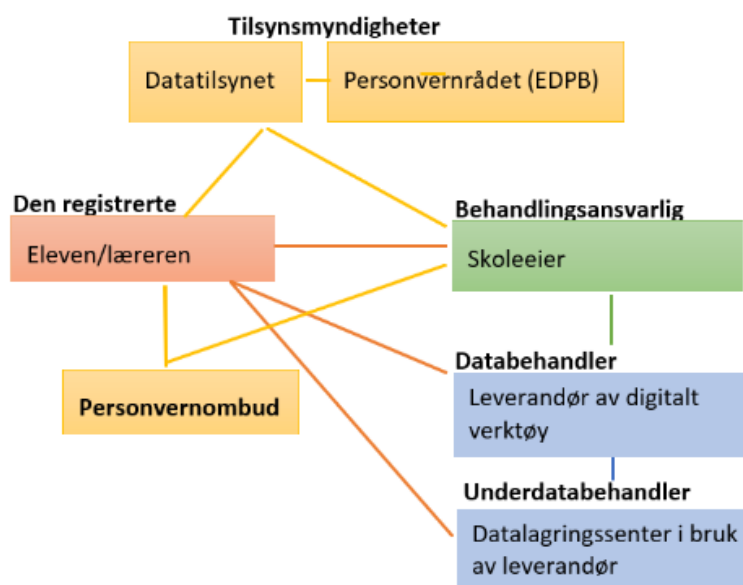 Tilsynsmyndigheter
Datatilsynet
Personvernrådet (EDPB)
Den registrerte
Eleven/læreren
Behandlingsansvarlig
Skoleeier
Personvernombud
Databehandler
Leverandør av digitalt
verktøy
Underdatabehandler
Datalagringssenter i bruk
av leverandør